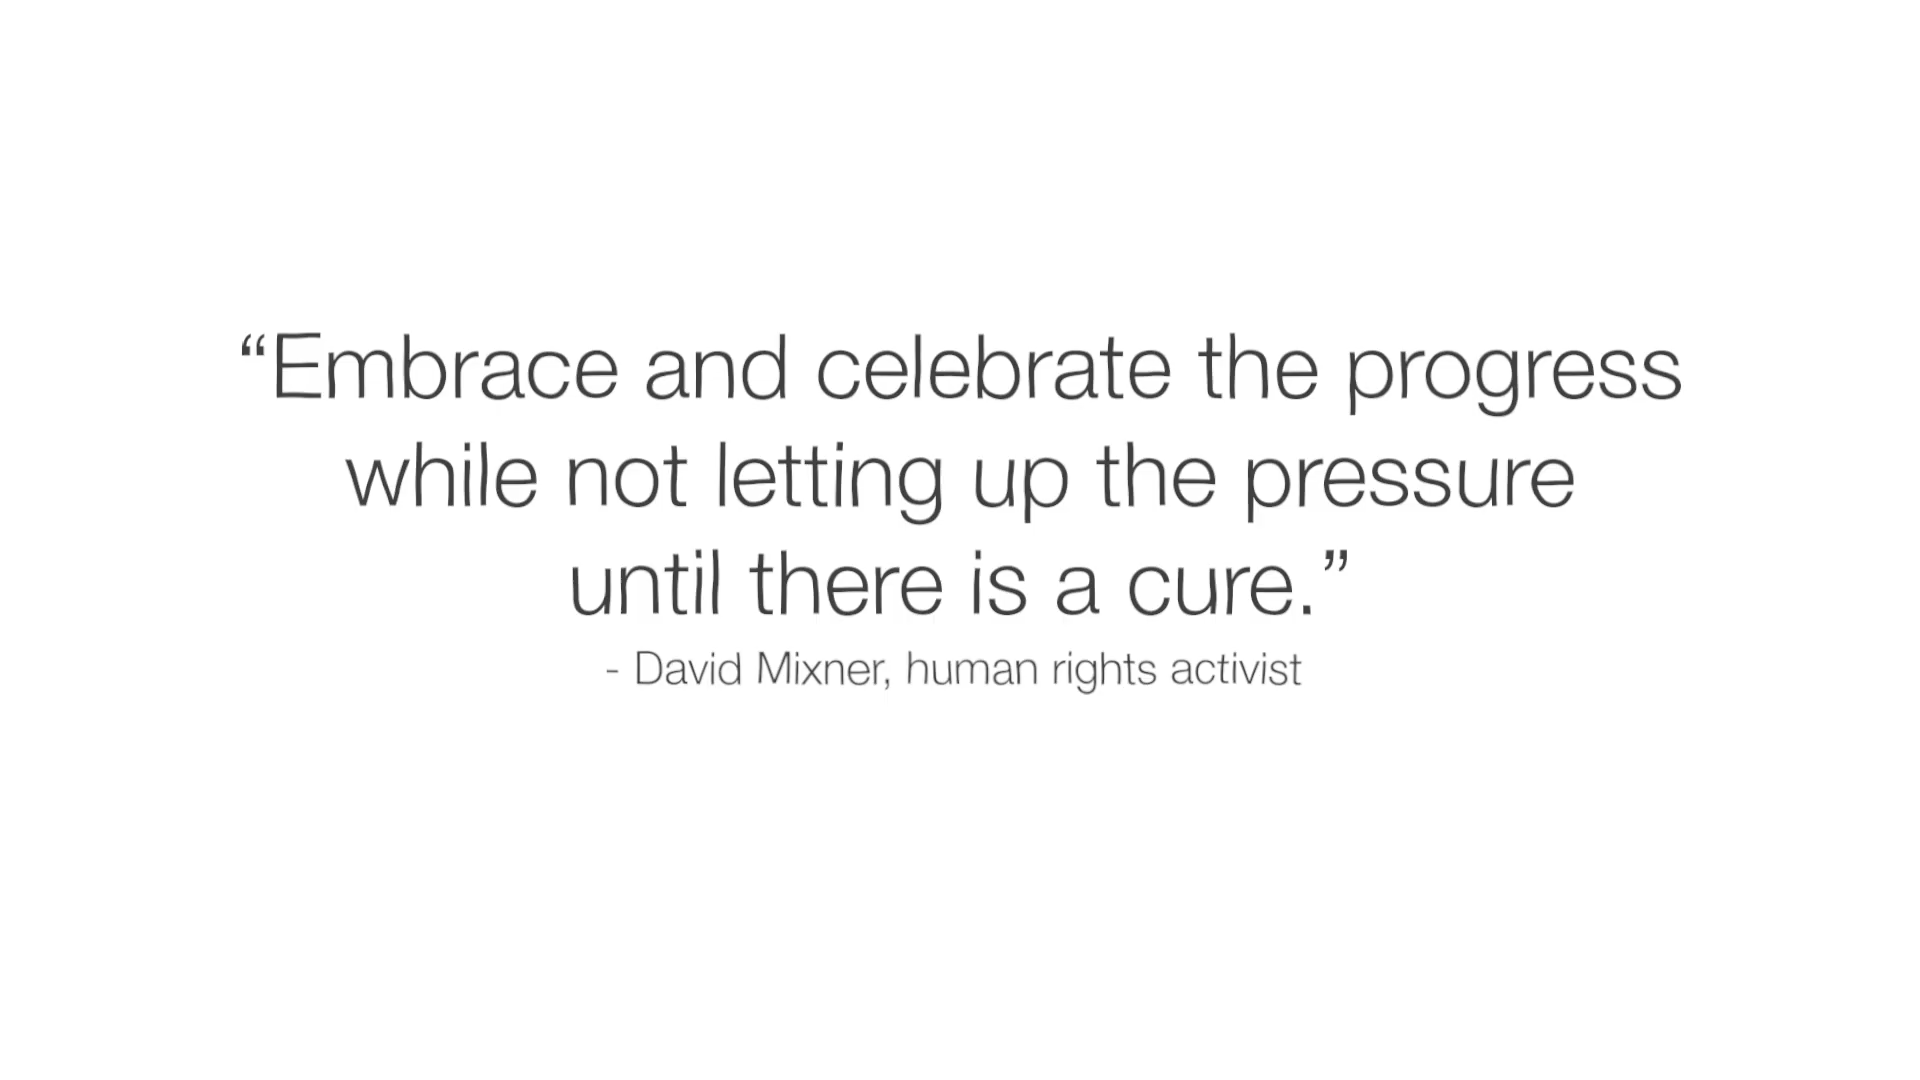 “Embrace and celebrate the progress
while not letting up the pressure
until there is a cure.”
- David Mixner, human rights activist